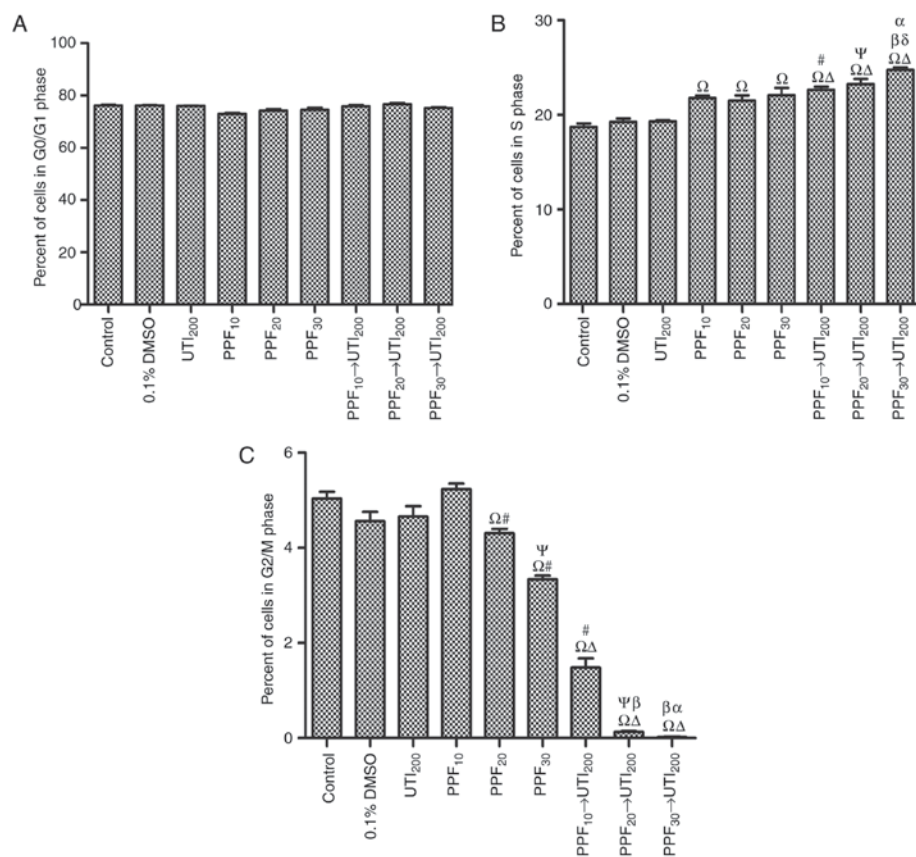 A
Percent of cells in G0/G1 phase
100
80
60
40
20
0
Control
0.1% DMSO
UTI₂₀₀
PPF₁₀
PPF₂₀
PPF₃₀
PPF₁₀→UTI₂₀₀
PPF₂₀→UTI₂₀₀
PPF₃₀→UTI₂₀₀
B
Percent of cells in S phase
30
20
10
0
Ω
Ω
Ω
#
ΩΔ
Ψ
ΩΔ
α
βδ
ΩΔ
Control
0.1% DMSO
UTI₂₀₀
PPF₁₀
PPF₂₀
PPF₃₀
PPF₁₀→UTI₂₀₀
PPF₂₀→UTI₂₀₀
PPF₃₀→UTI₂₀₀
C
Percent of cells in G2/M phase
6
4
2
0
Ω#
Ψ
Ω#
#
ΩΔ
Ψβ
ΩΔ
βα
ΩΔ
Control
0.1% DMSO
UTI₂₀₀
PPF₁₀
PPF₂₀
PPF₃₀
PPF₁₀→UTI₂₀₀
PPF₂₀→UTI₂₀₀
PPF₃₀→UTI₂₀₀